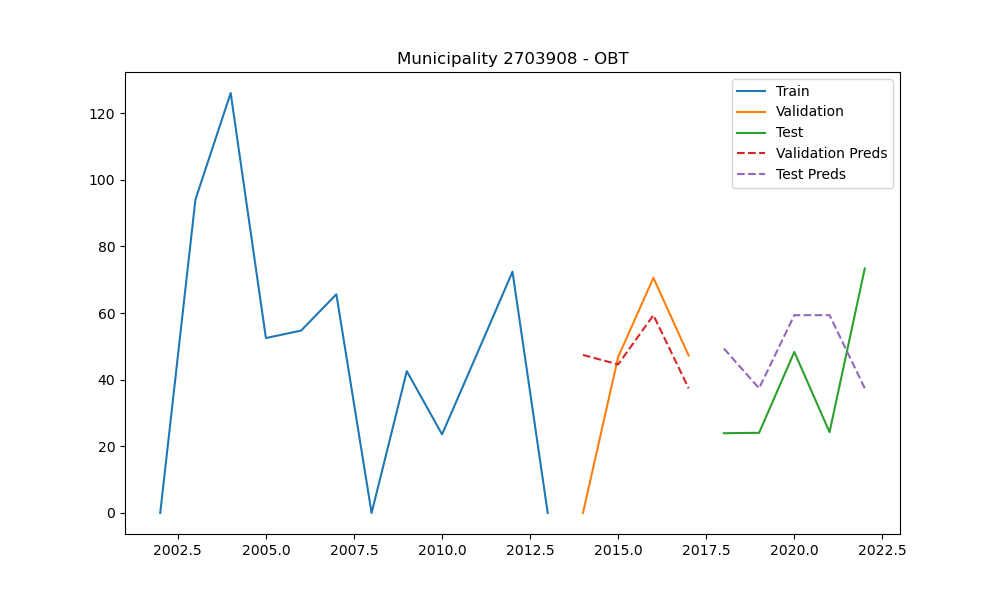 Municipality 2703908 - OBT
Train
Validation
Test
Validation Preds
Test Preds
120
100
80
60
40
20
0
2002.5 2005.0 2007.5 2010.0 2012.5 2015.0 2017.5 2020.0 2022.5